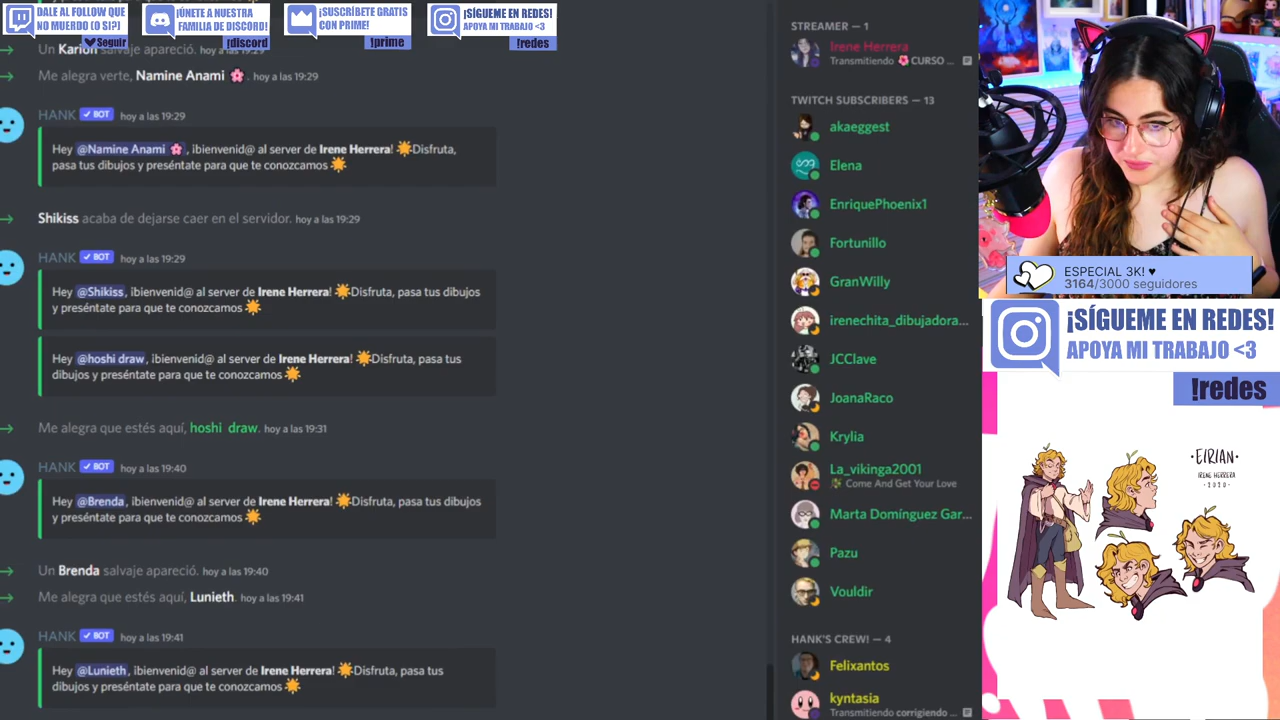 DALE AL FOLLOW QUE
NO MUERDO (O SI?)
Seguir
¡ÚNETE A NUESTRA
FAMILIA DE DISCORD!
!discord
¡SUSCRÍBETE GRATIS
CON PRIME!
!prime
¡SÍGUEME EN REDES!
APOYA MI TRABAJO <3
!redes
Un Karion salvaje apareció. hoy a las 19:29
Me alegra verte, Namine Anami 🌸. hoy a las 19:29
HANK ✓ BOT hoy a las 19:29
Hey @Namine Anami 🌸, ¡bienvenid@ al server de Irene Herrera! ☀️Disfruta,
pasa tus dibujos y preséntate para que te conozcamos ☀️
Shikiss acaba de dejarse caer en el servidor. hoy a las 19:29
HANK ✓ BOT hoy a las 19:29
Hey @Shikiss, ¡bienvenid@ al server de Irene Herrera! ☀️Disfruta, pasa tus dibujos
y preséntate para que te conozcamos ☀️
Hey @hoshi draw, ¡bienvenid@ al server de Irene Herrera! ☀️Disfruta, pasa tus
dibujos y preséntate para que te conozcamos ☀️
Me alegra que estés aquí, hoshi draw. hoy a las 19:31
HANK ✓ BOT hoy a las 19:40
Hey @Brenda, ¡bienvenid@ al server de Irene Herrera! ☀️Disfruta, pasa tus dibujos
y preséntate para que te conozcamos ☀️
Un Brenda salvaje apareció. hoy a las 19:40
Me alegra que estés aquí, Lunieth. hoy a las 19:41
HANK ✓ BOT hoy a las 19:41
Hey @Lunieth, ¡bienvenid@ al server de Irene Herrera! ☀️Disfruta, pasa tus
dibujos y preséntate para que te conozcamos ☀️
STREAMER — 1
Irene Herrera
Transmitiendo 🌸CURSO ...
TWITCH SUBSCRIBERS — 13
akaeggest
Elena
EnriquePhoenix1
Fortunillo
GranWilly
irenechita_dibujadora...
JCClave
JoanaRaco
Krylia
La_vikinga2001
Come And Get Your Love
Marta Domínguez Gar...
Pazu
Vouldir
HANK'S CREW! — 4
Felixantos
kyntasia
Transmitiendo corrigiendo ...
ESPECIAL 3K! ♥
3164/3000 seguidores
¡SÍGUEME EN REDES!
APOYA MI TRABAJO <3
!redes
·EIRIAN·
IRENE HERRERA
·2020·